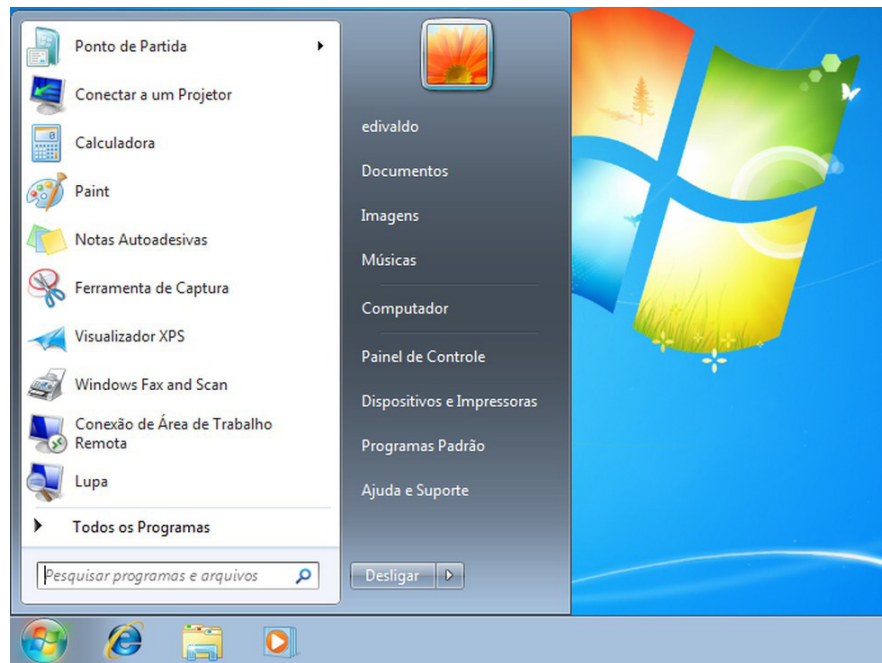 Ponto de Partida
Conectar a um Projetor
Calculadora
Paint
Notas Autoadesivas
Ferramenta de Captura
Visualizador XPS
Windows Fax and Scan
Conexão de Área de Trabalho
Remota
Lupa
Todos os Programas
Pesquisar programas e arquivos
edivaldo
Documentos
Imagens
Músicas
Computador
Painel de Controle
Dispositivos e Impressoras
Programas Padrão
Ajuda e Suporte
Desligar